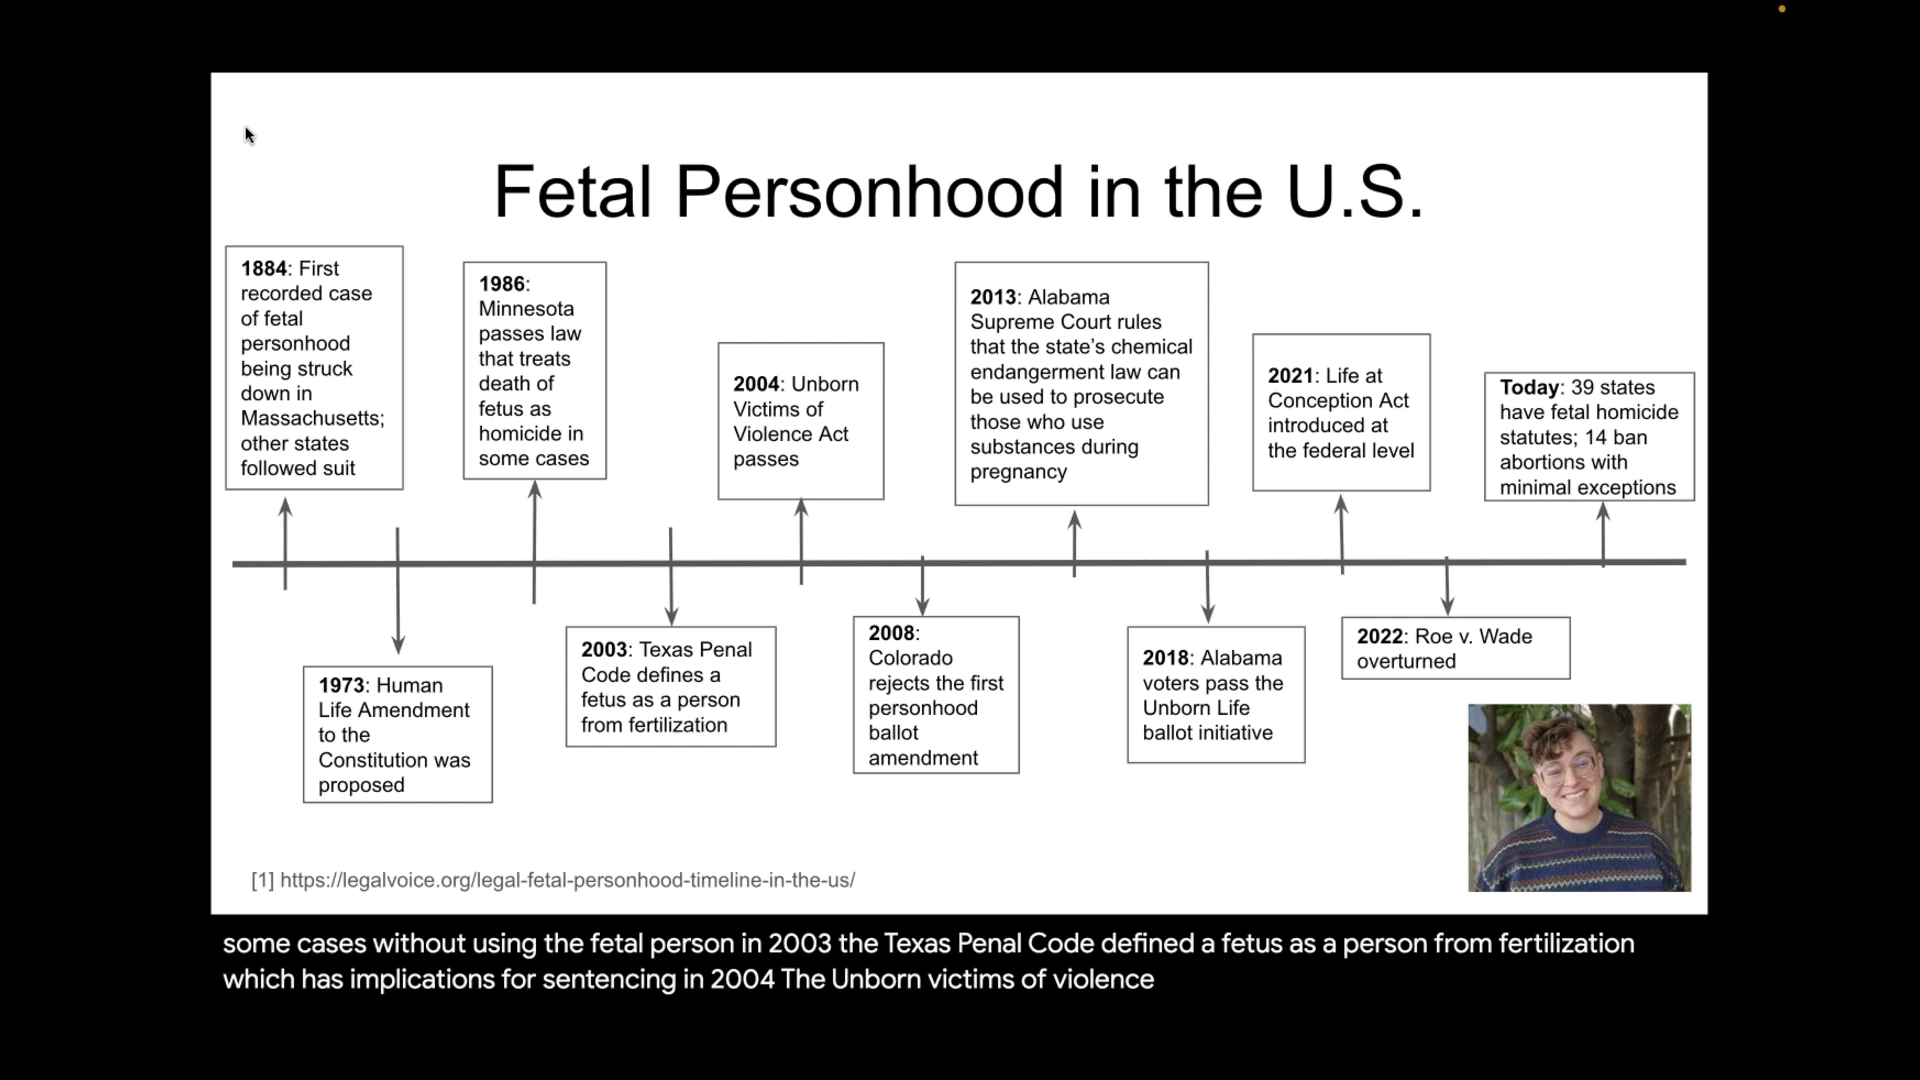 Fetal Personhood in the U.S.
1884: First
recorded case
of fetal
personhood
being struck
down in
Massachusetts;
other states
followed suit
1986:
Minnesota
passes law
that treats
death of
fetus as
homicide in
some cases
2004: Unborn
Victims of
Violence Act
passes
2013: Alabama
Supreme Court rules
that the state’s chemical
endangerment law can
be used to prosecute
those who use
substances during
pregnancy
2021: Life at
Conception Act
introduced at
the federal level
Today: 39 states
have fetal homicide
statutes; 14 ban
abortions with
minimal exceptions
1973: Human
Life Amendment
to the
Constitution was
proposed
2003: Texas Penal
Code defines a
fetus as a person
from fertilization
2008:
Colorado
rejects the first
personhood
ballot
amendment
2018: Alabama
voters pass the
Unborn Life
ballot initiative
2022: Roe v. Wade
overturned
[1] https://legalvoice.org/legal-fetal-personhood-timeline-in-the-us/
some cases without using the fetal person in 2003 the Texas Penal Code defined a fetus as a person from fertilization
which has implications for sentencing in 2004 The Unborn victims of violence